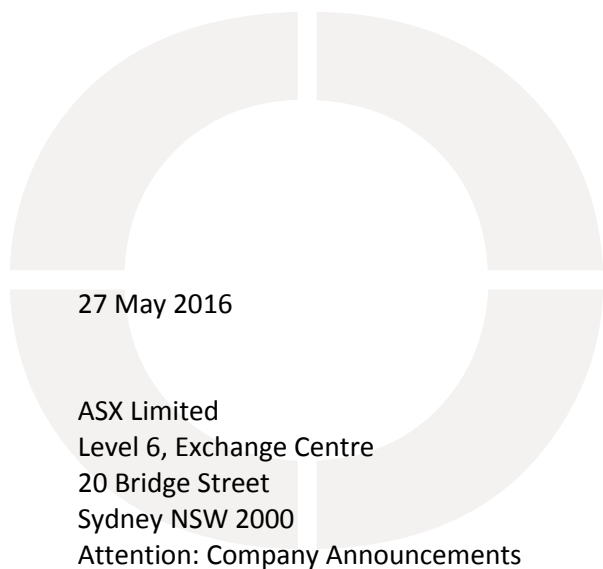 27 May 2016
ASX Limited
Level 6, Exchange Centre
20 Bridge Street
Sydney NSW 2000
Attention: Company Announcements